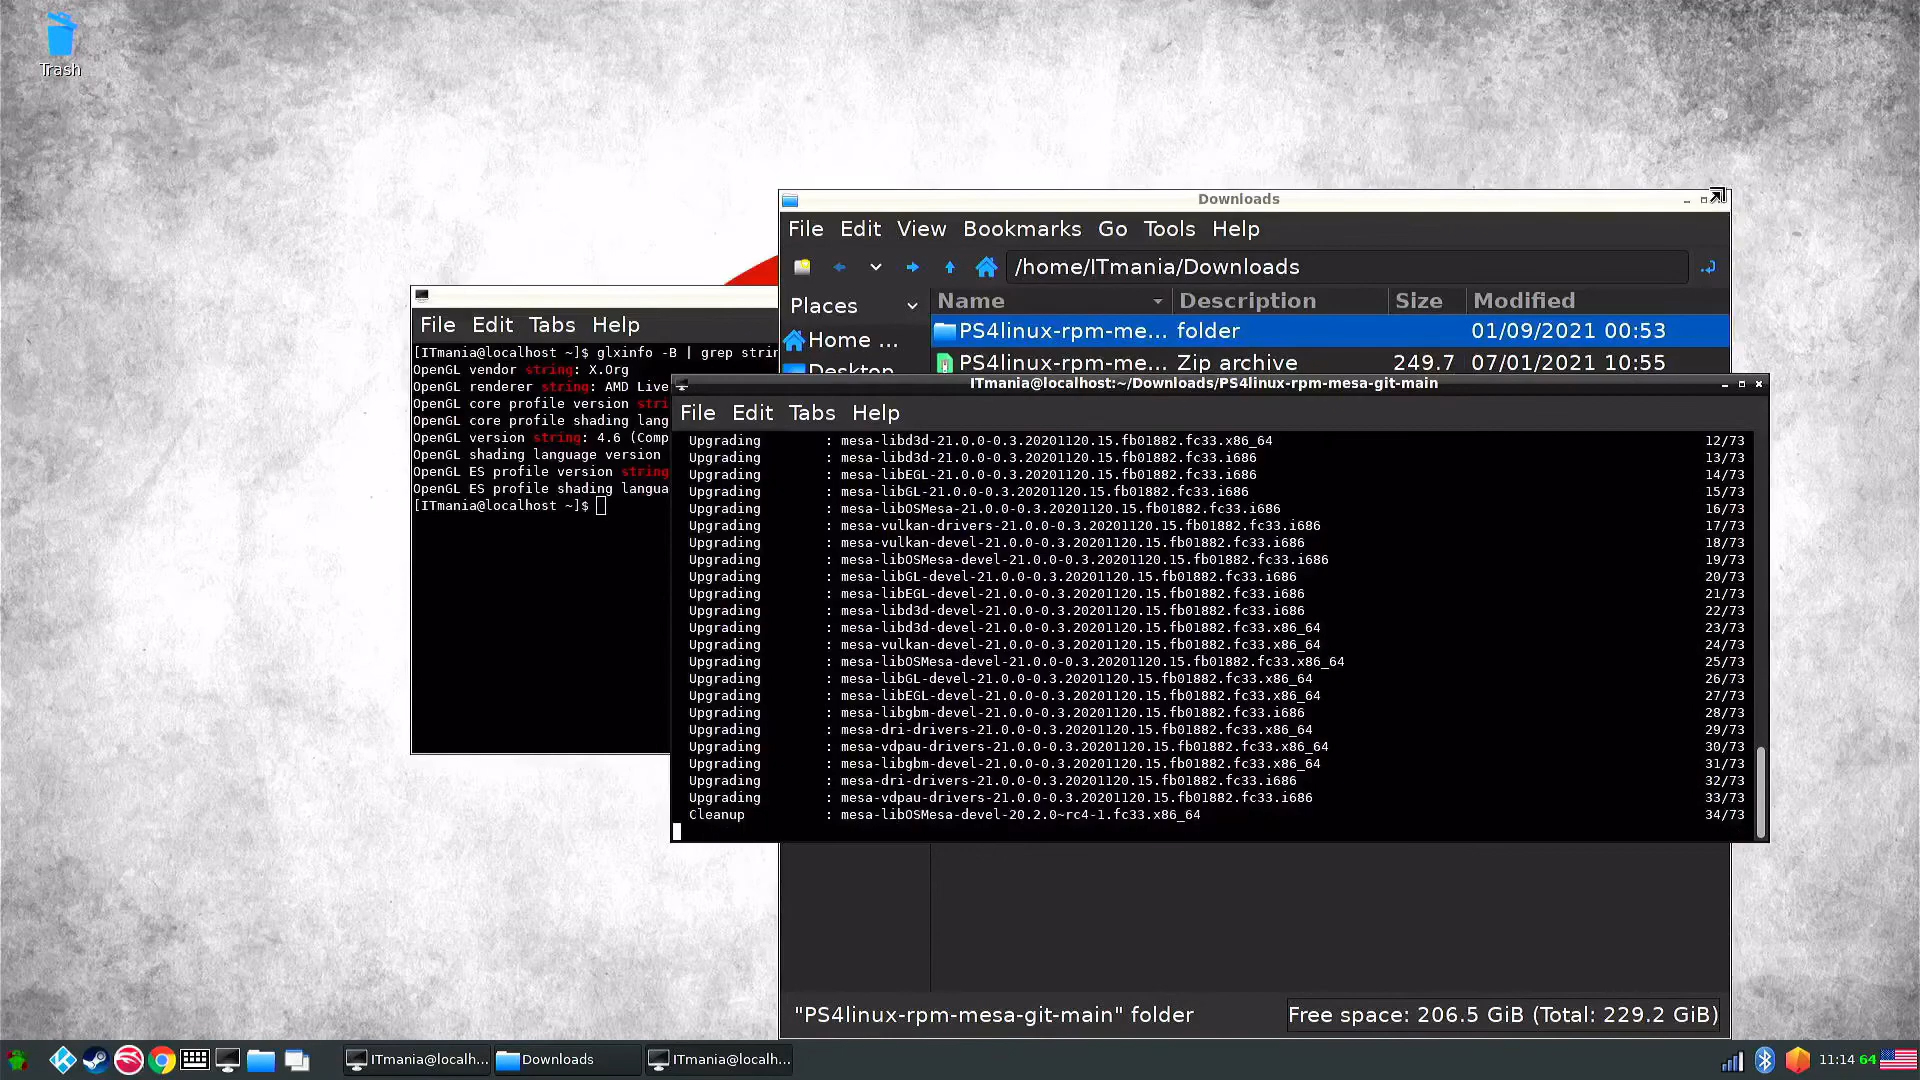 Trash
Downloads
File Edit View Bookmarks Go Tools Help
/home/ITmania/Downloads
Places
Name Description Size Modified
Home ...
PS4linux-rpm-me... folder 01/09/2021 00:53
Desktop
PS4linux-rpm-me... Zip archive 249.7 07/01/2021 10:55
File Edit Tabs Help
[ITmania@localhost ~]$ glxinfo -B | grep strin
OpenGL vendor string: X.Org
OpenGL renderer string: AMD Live
OpenGL core profile version stri
OpenGL core profile shading lang
OpenGL version string: 4.6 (Comp
OpenGL shading language version
OpenGL ES profile version string
OpenGL ES profile shading langua
[ITmania@localhost ~]$
ITmania@localhost:~/Downloads/PS4linux-rpm-mesa-git-main
File Edit Tabs Help
Upgrading : mesa-libd3d-21.0.0-0.3.20201120.15.fb01882.fc33.x86_64 12/73
Upgrading : mesa-libd3d-21.0.0-0.3.20201120.15.fb01882.fc33.i686 13/73
Upgrading : mesa-libEGL-21.0.0-0.3.20201120.15.fb01882.fc33.i686 14/73
Upgrading : mesa-libGL-21.0.0-0.3.20201120.15.fb01882.fc33.i686 15/73
Upgrading : mesa-libOSMesa-21.0.0-0.3.20201120.15.fb01882.fc33.i686 16/73
Upgrading : mesa-vulkan-drivers-21.0.0-0.3.20201120.15.fb01882.fc33.i686 17/73
Upgrading : mesa-vulkan-devel-21.0.0-0.3.20201120.15.fb01882.fc33.i686 18/73
Upgrading : mesa-libOSMesa-devel-21.0.0-0.3.20201120.15.fb01882.fc33.i686 19/73
Upgrading : mesa-libGL-devel-21.0.0-0.3.20201120.15.fb01882.fc33.i686 20/73
Upgrading : mesa-libEGL-devel-21.0.0-0.3.20201120.15.fb01882.fc33.i686 21/73
Upgrading : mesa-libd3d-devel-21.0.0-0.3.20201120.15.fb01882.fc33.i686 22/73
Upgrading : mesa-libd3d-devel-21.0.0-0.3.20201120.15.fb01882.fc33.x86_64 23/73
Upgrading : mesa-vulkan-devel-21.0.0-0.3.20201120.15.fb01882.fc33.x86_64 24/73
Upgrading : mesa-libOSMesa-devel-21.0.0-0.3.20201120.15.fb01882.fc33.x86_64 25/73
Upgrading : mesa-libGL-devel-21.0.0-0.3.20201120.15.fb01882.fc33.x86_64 26/73
Upgrading : mesa-libEGL-devel-21.0.0-0.3.20201120.15.fb01882.fc33.x86_64 27/73
Upgrading : mesa-libgbm-devel-21.0.0-0.3.20201120.15.fb01882.fc33.i686 28/73
Upgrading : mesa-dri-drivers-21.0.0-0.3.20201120.15.fb01882.fc33.x86_64 29/73
Upgrading : mesa-vdpau-drivers-21.0.0-0.3.20201120.15.fb01882.fc33.x86_64 30/73
Upgrading : mesa-libgbm-devel-21.0.0-0.3.20201120.15.fb01882.fc33.x86_64 31/73
Upgrading : mesa-dri-drivers-21.0.0-0.3.20201120.15.fb01882.fc33.i686 32/73
Upgrading : mesa-vdpau-drivers-21.0.0-0.3.20201120.15.fb01882.fc33.i686 33/73
Cleanup : mesa-libOSMesa-devel-20.2.0~rc4-1.fc33.x86_64 34/73
"PS4linux-rpm-mesa-git-main" folder Free space: 206.5 GiB (Total: 229.2 GiB)
ITmania@localh... Downloads ITmania@localh... 11:14 64